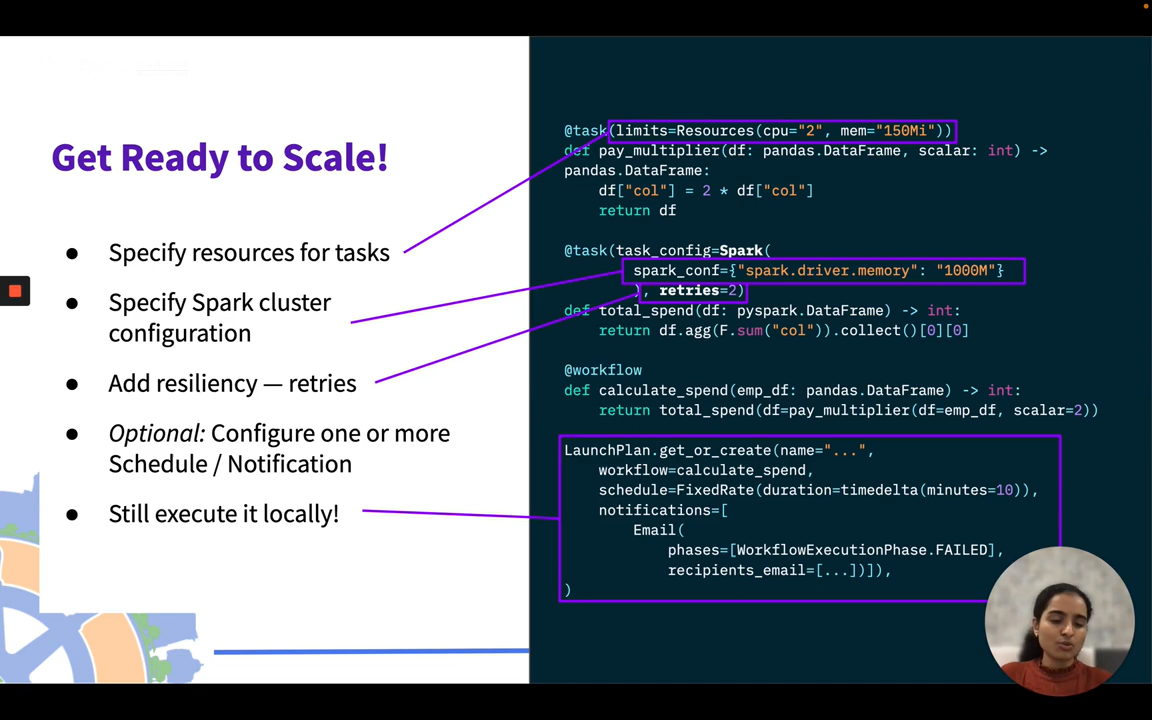 Get Ready to Scale!
● Specify resources for tasks
● Specify Spark cluster
configuration
● Add resiliency — retries
● Optional: Configure one or more
Schedule / Notification
● Still execute it locally!
@task(limits=Resources(cpu="2", mem="150Mi"))
def pay_multiplier(df: pandas.DataFrame, scalar: int) ->
pandas.DataFrame:
    df["col"] = 2 * df["col"]
    return df
@task(task_config=Spark(
        spark_conf={"spark.driver.memory": "1000M"}
        ), retries=2)
def total_spend(df: pyspark.DataFrame) -> int:
    return df.agg(F.sum("col")).collect()[0][0]
@workflow
def calculate_spend(emp_df: pandas.DataFrame) -> int:
    return total_spend(df=pay_multiplier(df=emp_df, scalar=2))
LaunchPlan.get_or_create(name="...",
    workflow=calculate_spend,
    schedule=FixedRate(duration=timedelta(minutes=10)),
    notifications=[
        Email(
            phases=[WorkflowExecutionPhase.FAILED],
            recipients_email=[...])]),
)